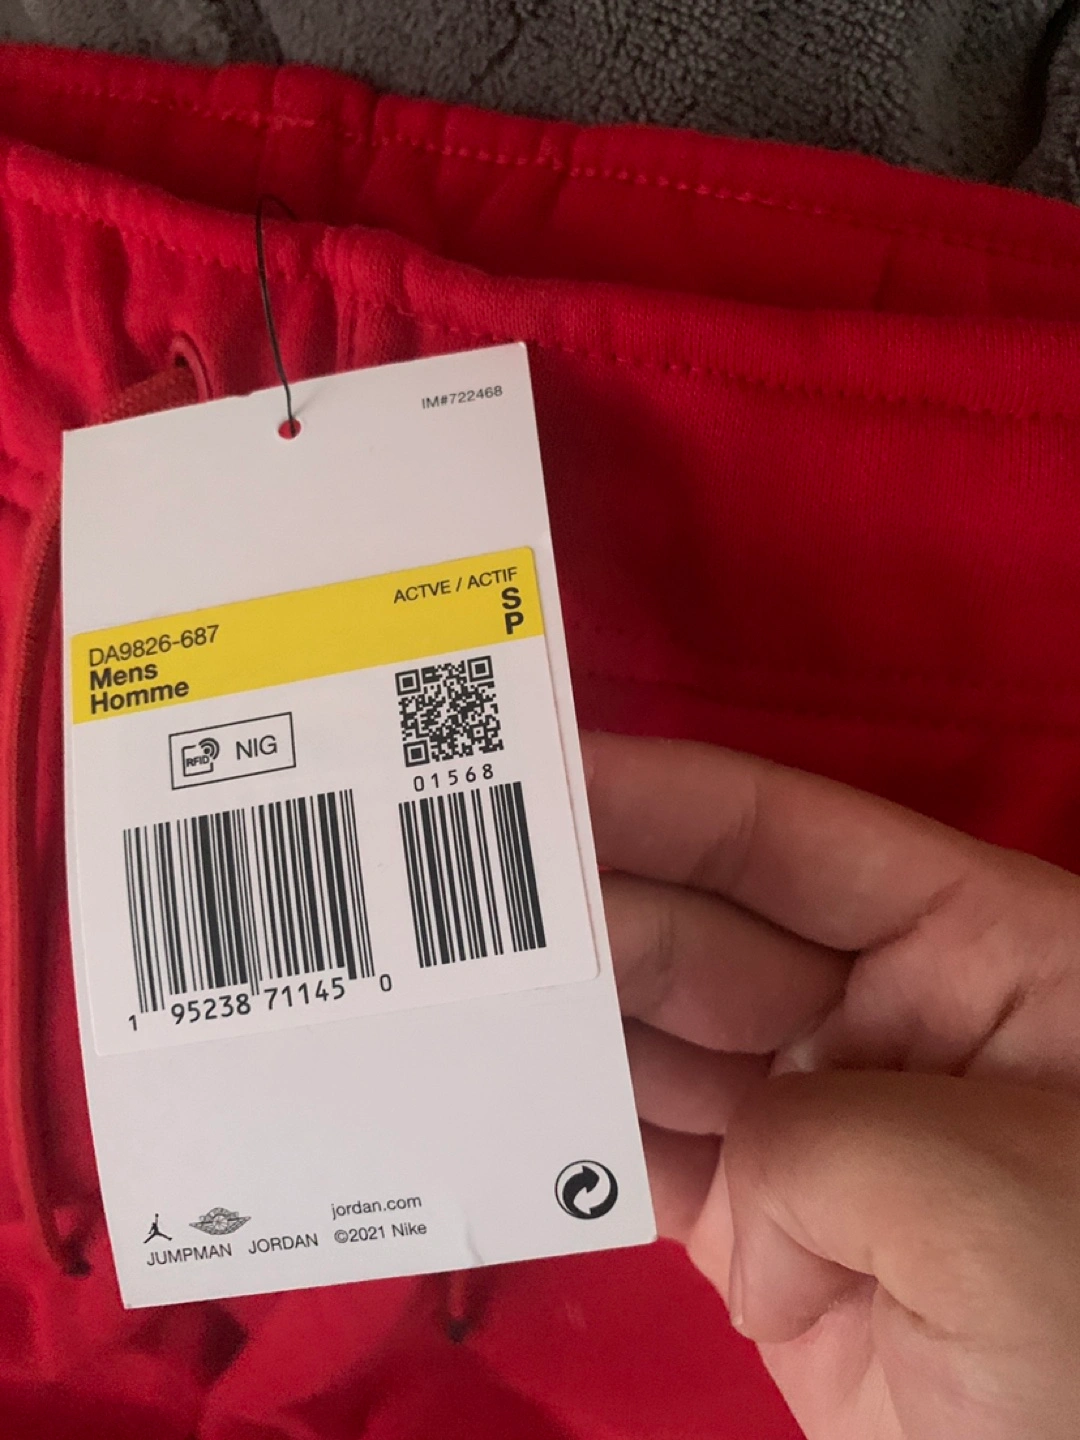 IM#722468
ACTVE / ACTIF
S
P
DA9826-687
Mens
Homme
RFID NIG
01568
1 95238 71145 0
jordan.com
©2021 Nike
JUMPMAN JORDAN